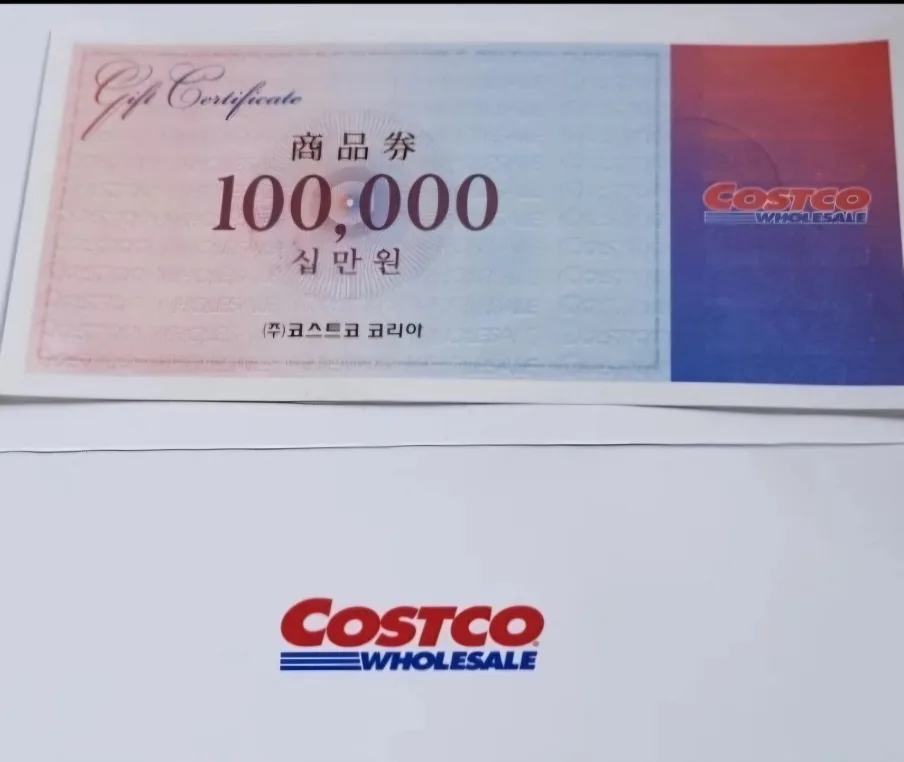 Gift Certificate
商品券
100,000
십만원
(주)코스트코 코리아
COSTCO
WHOLESALE
COSTCO
WHOLESALE